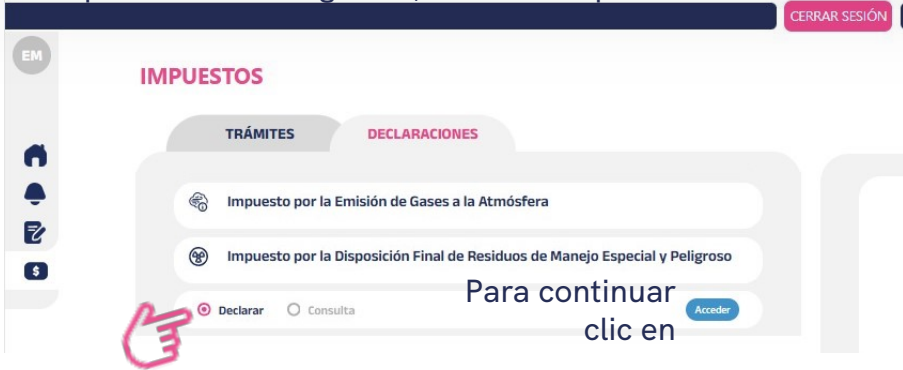 CERRAR SESIÓN
EM
IMPUESTOS
TRÁMITES
DECLARACIONES
Impuesto por la Emisión de Gases a la Atmósfera
Impuesto por la Disposición Final de Residuos de Manejo Especial y Peligroso
Declarar
Consulta
Para continuar
clic en
Acceder